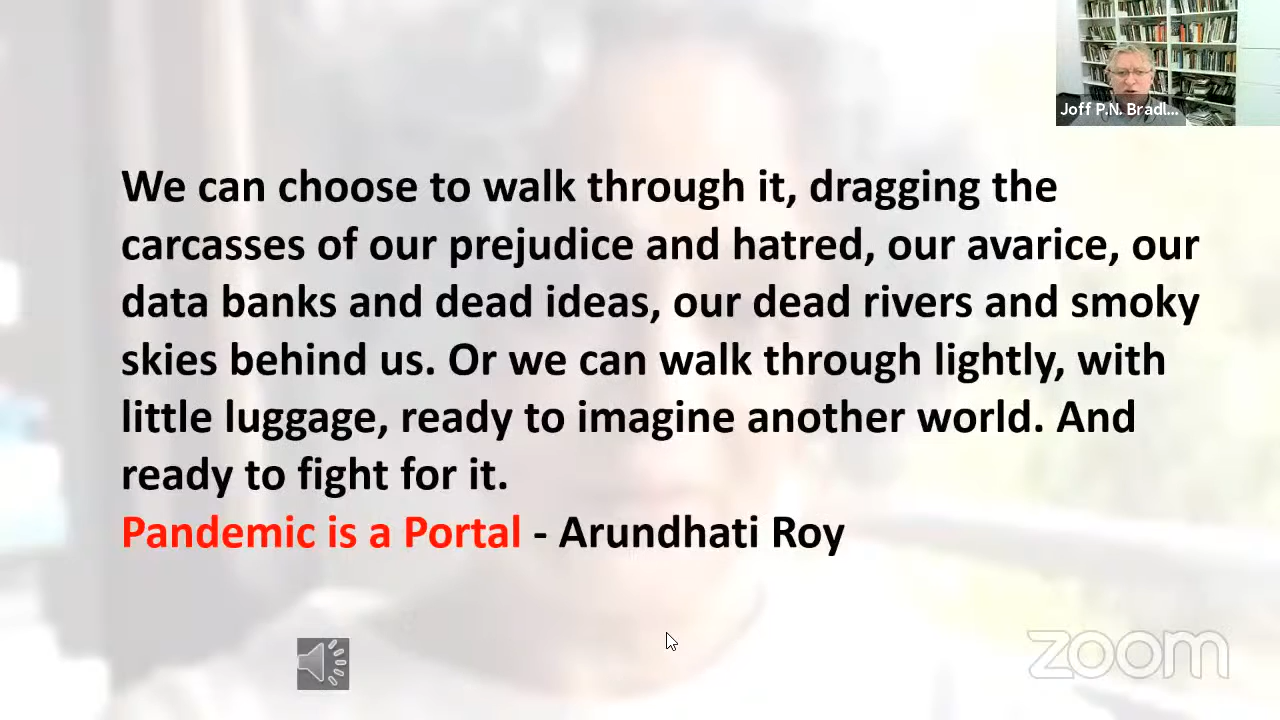 Joff P.N. Bradl...
We can choose to walk through it, dragging the
carcasses of our prejudice and hatred, our avarice, our
data banks and dead ideas, our dead rivers and smoky
skies behind us. Or we can walk through lightly, with
little luggage, ready to imagine another world. And
ready to fight for it.
Pandemic is a Portal - Arundhati Roy
zoom